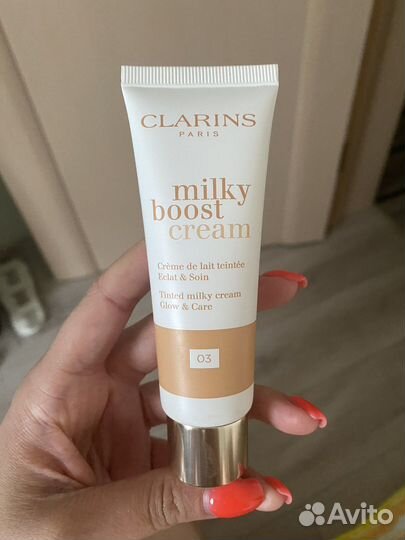 CLARINS
PARIS
milky
boost
cream
Crème de lait teintée
Eclat & Soin
Tinted milky cream
Glow & Care
03
Avito